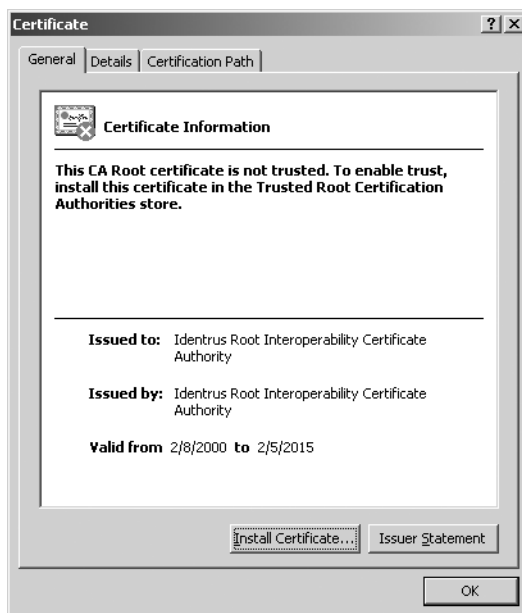 Certificate
General Details Certification Path
Certificate Information
This CA Root certificate is not trusted. To enable trust,
install this certificate in the Trusted Root Certification
Authorities store.
Issued to: Identrus Root Interoperability Certificate
Authority
Issued by: Identrus Root Interoperability Certificate
Authority
Valid from 2/8/2000 to 2/5/2015
Install Certificate... Issuer Statement
OK